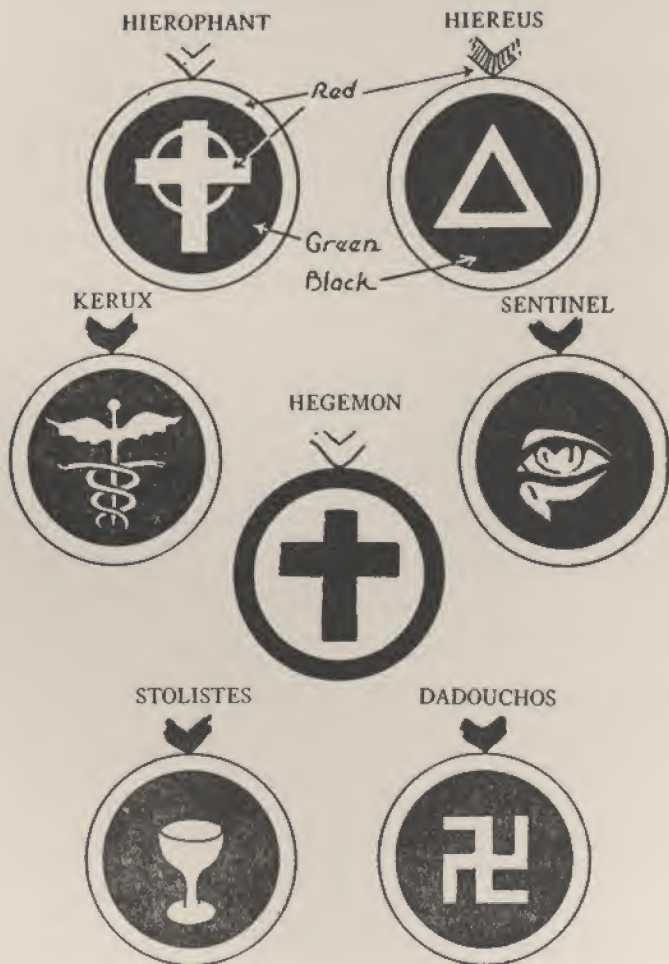 HIEROPHANT
HIEREUS
Red
Green
Black
KERUX
SENTINEL
HEGEMON
STOLISTES
DADOUCHOS